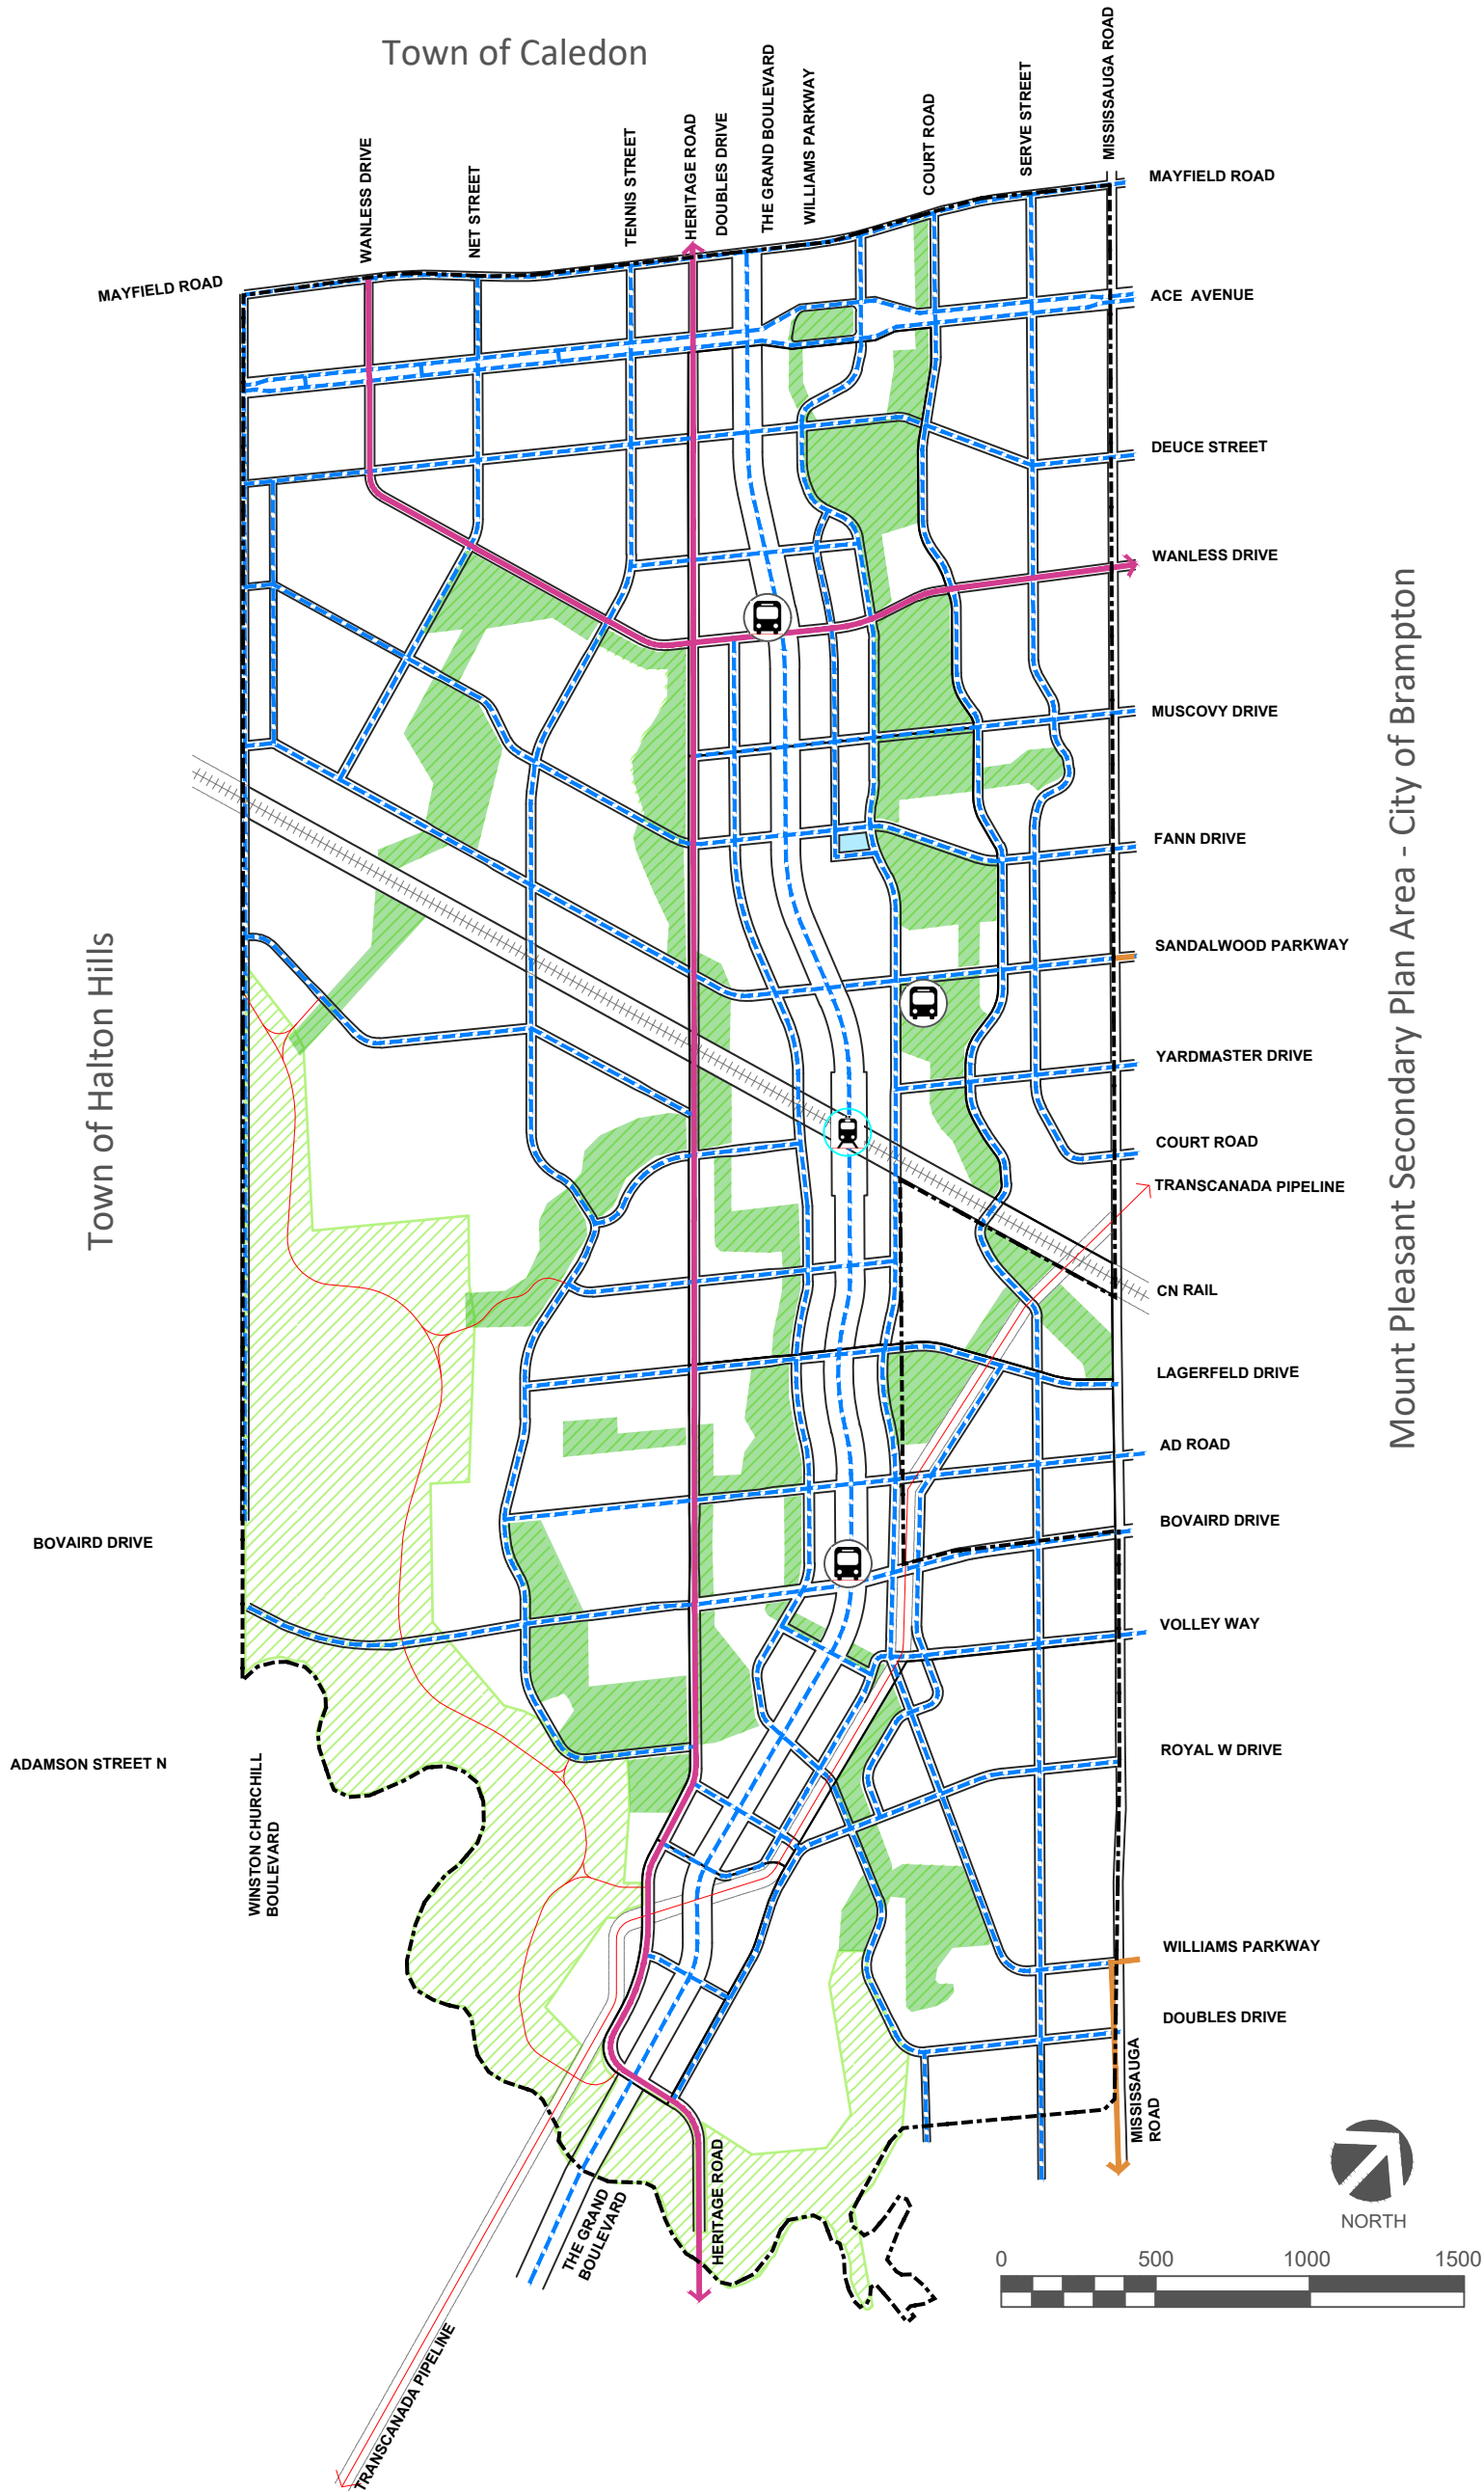 Town of Caledon
WANLESS DRIVE
NET STREET
TENNIS STREET
HERITAGE ROAD
DOUBLES DRIVE
THE GRAND BOULEVARD
WILLIAMS PARKWAY
COURT ROAD
SERVE STREET
MISSISSAUGA ROAD
MAYFIELD ROAD
MAYFIELD ROAD
ACE AVENUE
DEUCE STREET
WANLESS DRIVE
MUSCOVY DRIVE
FANN DRIVE
SANDALWOOD PARKWAY
YARDMASTER DRIVE
COURT ROAD
TRANSCANADA PIPELINE
CN RAIL
LAGERFELD DRIVE
AD ROAD
BOVAIRD DRIVE
VOLLEY WAY
ROYAL W DRIVE
WILLIAMS PARKWAY
DOUBLES DRIVE
Town of Halton Hills
Mount Pleasant Secondary Plan Area - City of Brampton
BOVAIRD DRIVE
ADAMSON STREET N
WINSTON CHURCHILL
BOULEVARD
MISSISSAUGA
ROAD
HERITAGE ROAD
THE GRAND
BOULEVARD
TRANSCANADA PIPELINE
NORTH
0 500 1000 1500